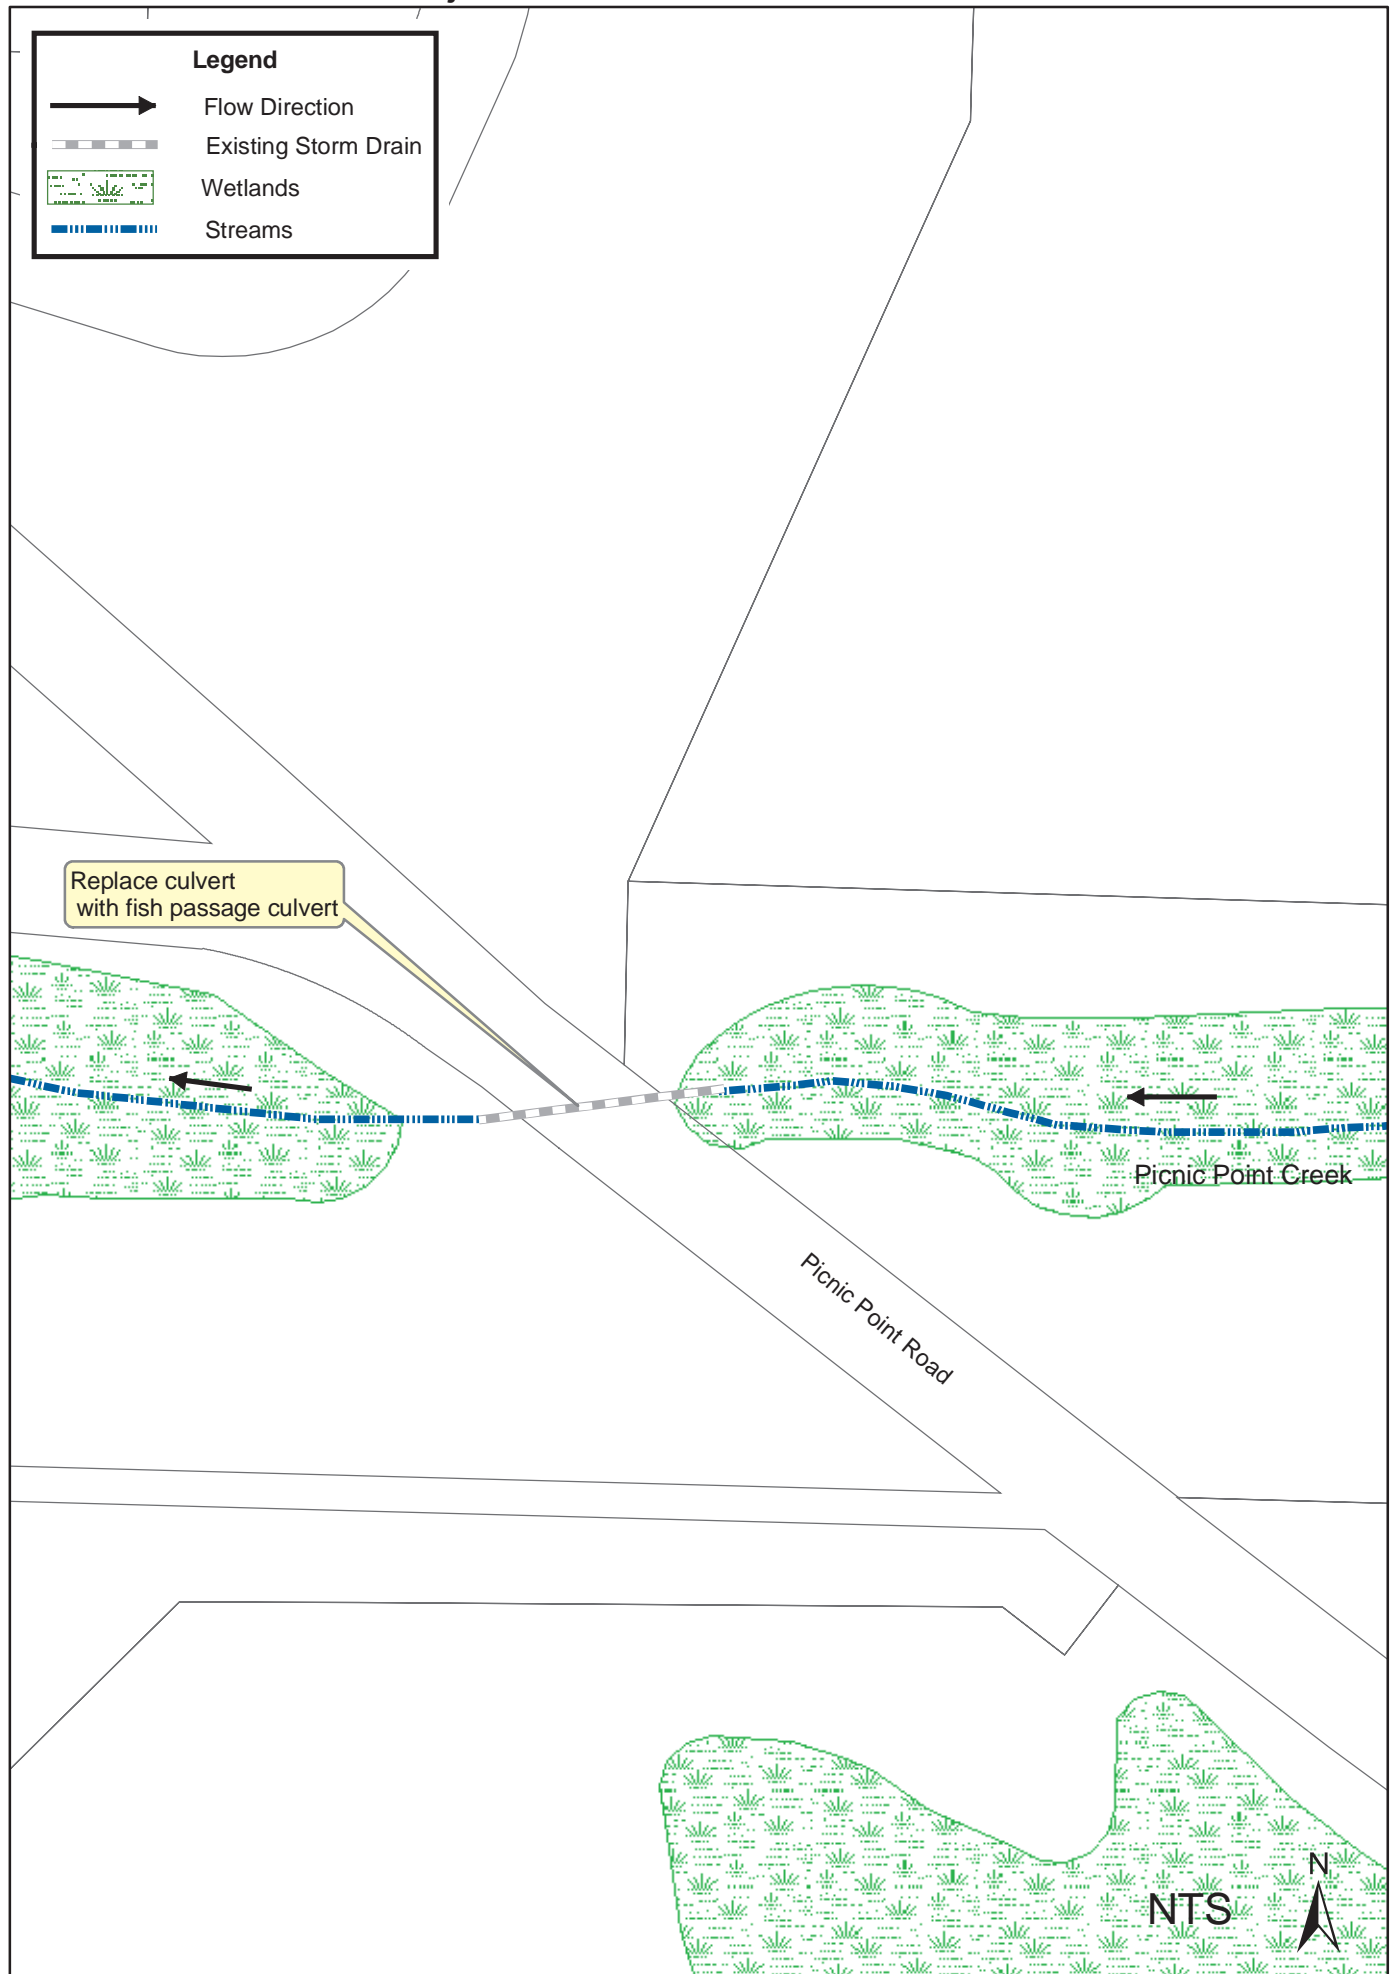 Legend
Flow Direction
Existing Storm Drain
Wetlands
Streams
Replace culvert
with fish passage culvert
Picnic Point Creek
Picnic Point Road
N
NTS